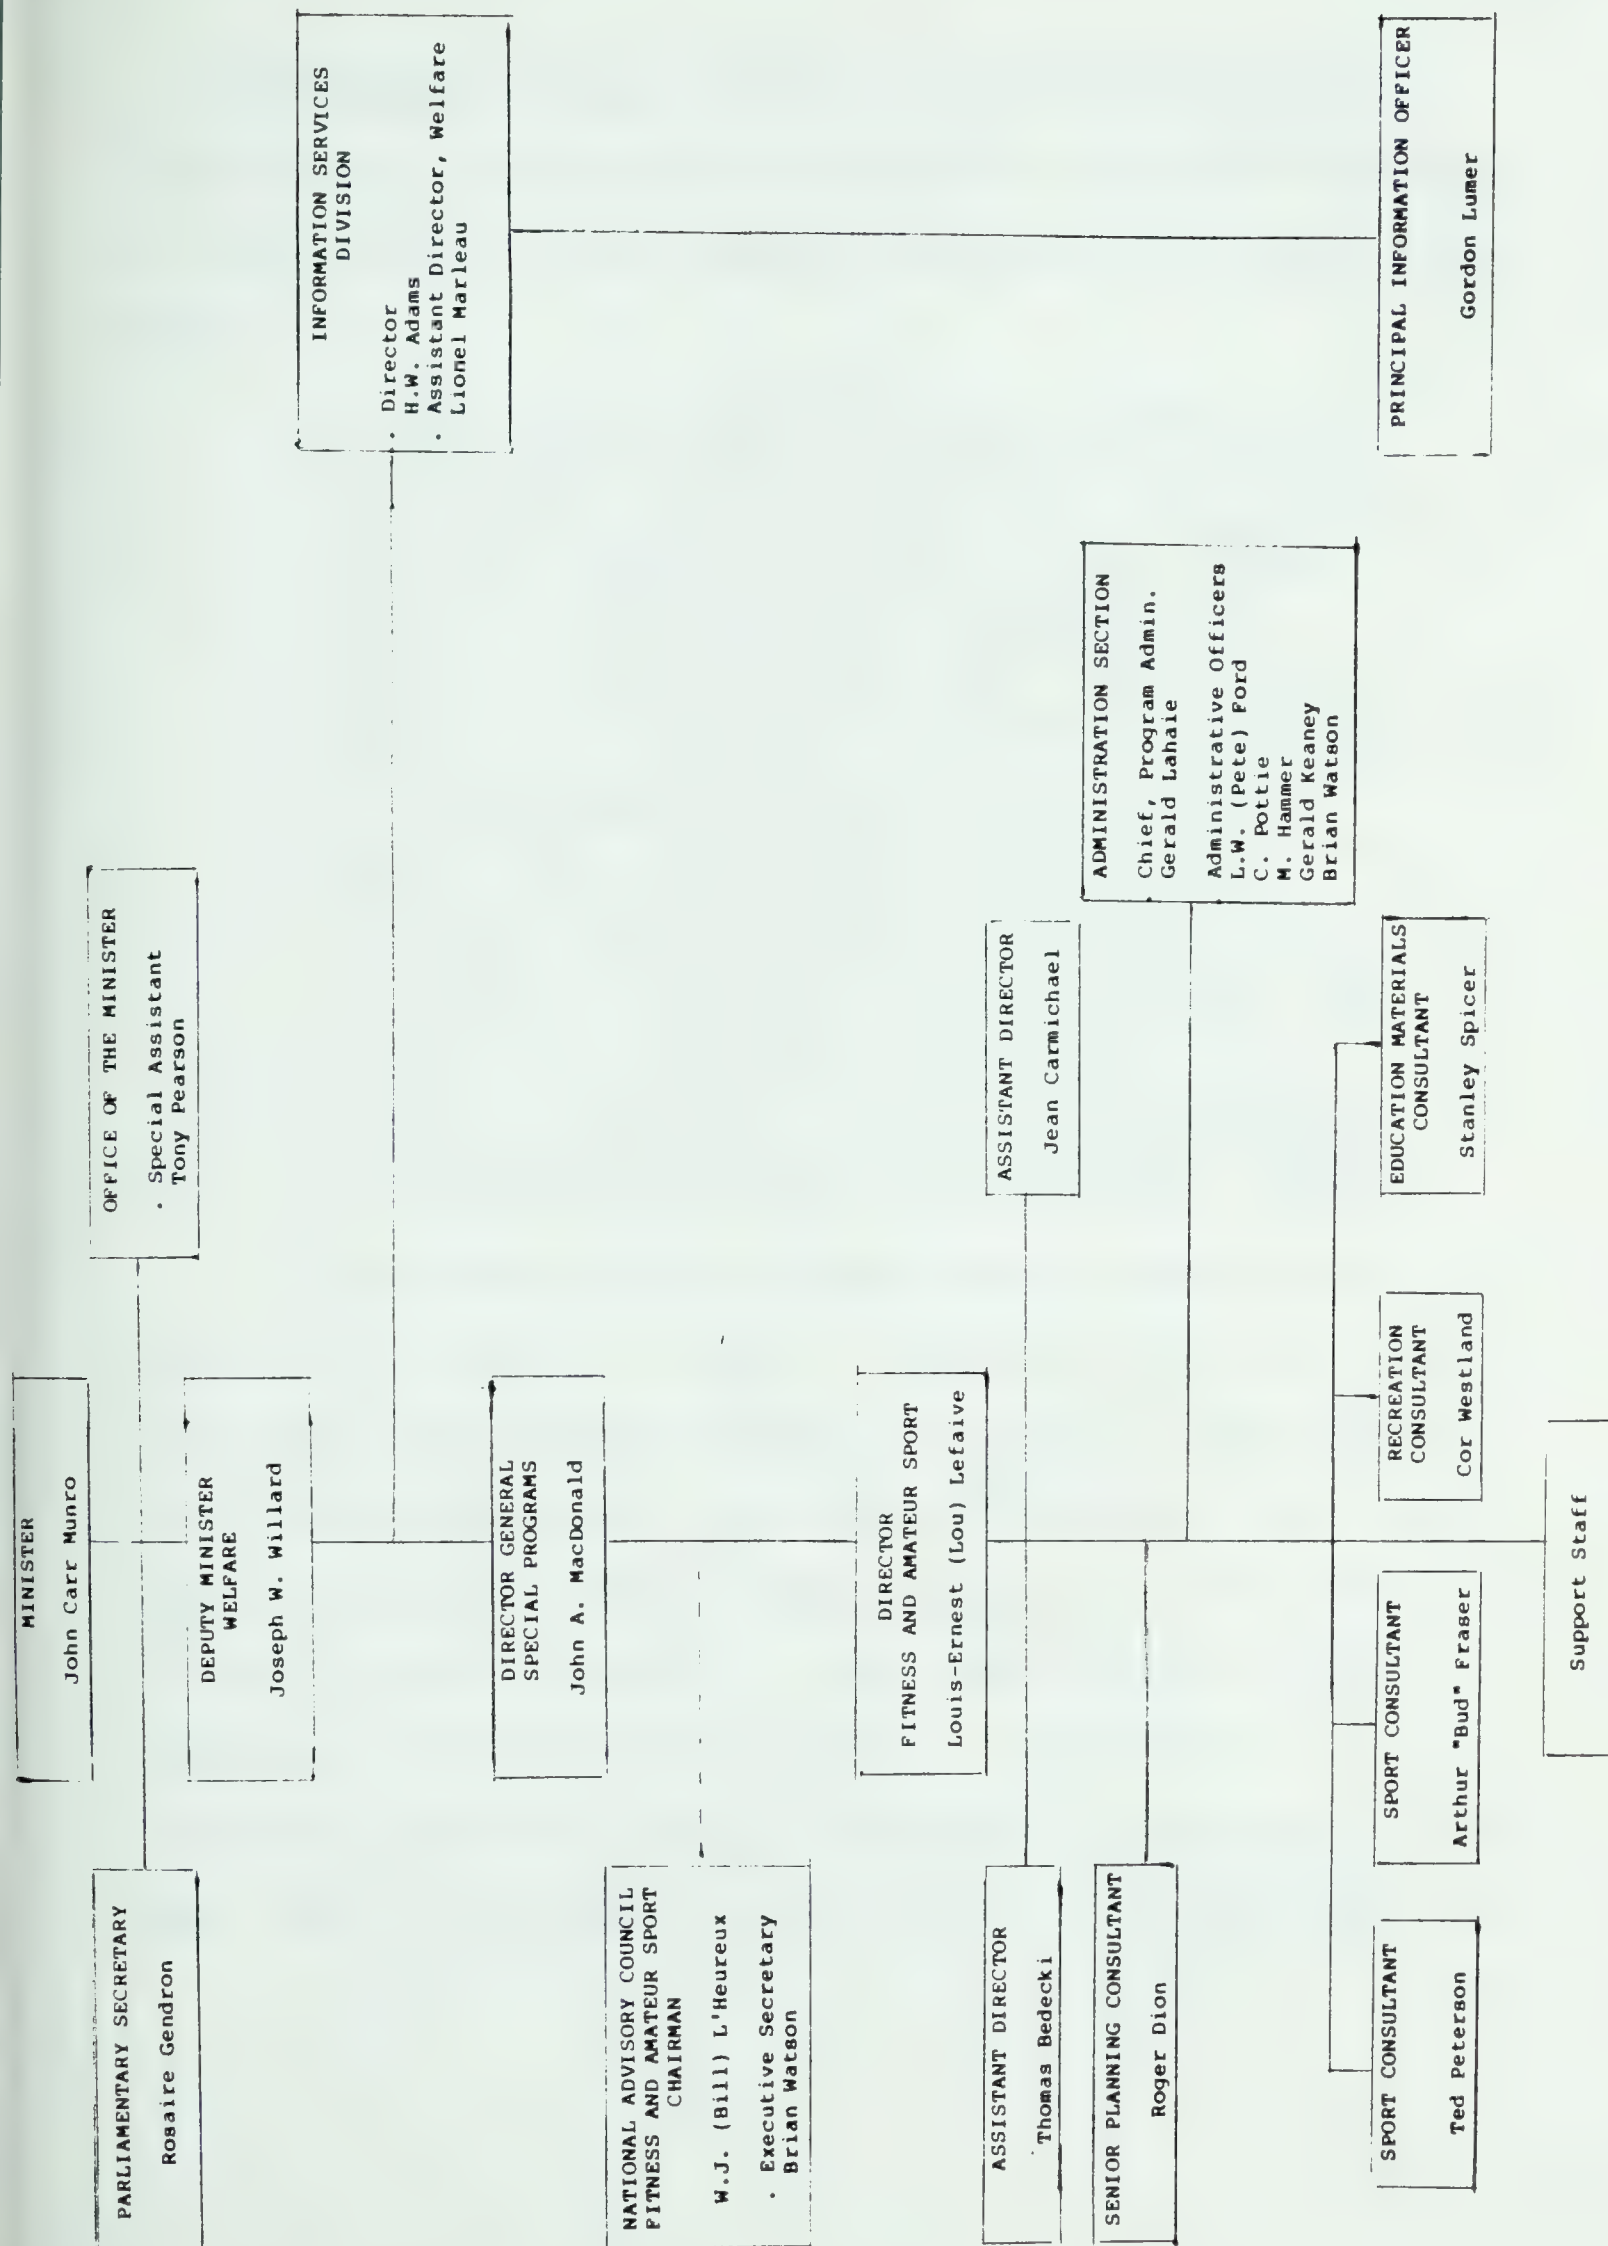 MINISTER
John Carr Munro
PARLIAMENTARY SECRETARY
Rosaire Gendron
OFFICE OF THE MINISTER
· Special Assistant
Tony Pearson
DEPUTY MINISTER
WELFARE
Joseph W. Willard
INFORMATION SERVICES
DIVISION
· Director
H.W. Adams
· Assistant Director, Welfare
Lionel Marleau
DIRECTOR GENERAL
SPECIAL PROGRAMS
John A. MacDonald
NATIONAL ADVISORY COUNCIL
FITNESS AND AMATEUR SPORT
CHAIRMAN
W.J. (Bill) L'Heureux
· Executive Secretary
Brian Watson
DIRECTOR
FITNESS AND AMATEUR SPORT
Louis-Ernest (Lou) Lefaive
ASSISTANT DIRECTOR
Thomas Bedecki
ASSISTANT DIRECTOR
Jean Carmichael
SENIOR PLANNING CONSULTANT
Roger Dion
ADMINISTRATION SECTION
Chief, Program Admin.
Gerald Lahaie
Administrative Officers
L.W. (Pete) Ford
C. Pottie
M. Hammer
Gerald Keaney
Brian Watson
SPORT CONSULTANT
Ted Peterson
SPORT CONSULTANT
Arthur "Bud" Fraser
RECREATION
CONSULTANT
Cor Westland
EDUCATION MATERIALS
CONSULTANT
Stanley Spicer
PRINCIPAL INFORMATION OFFICER
Gordon Lumer
Support Staff